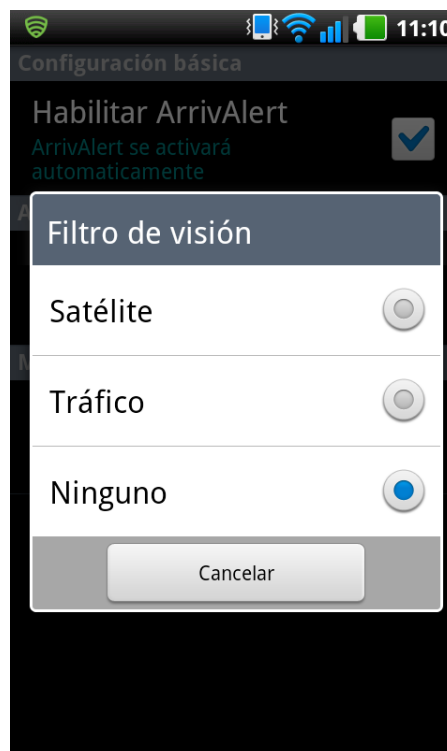 11:10
Configuración básica
Habilitar ArrivAlert
ArrivAlert se activará
automaticamente
A
Filtro de visión
Satélite
Tráfico
M
Ninguno
Cancelar